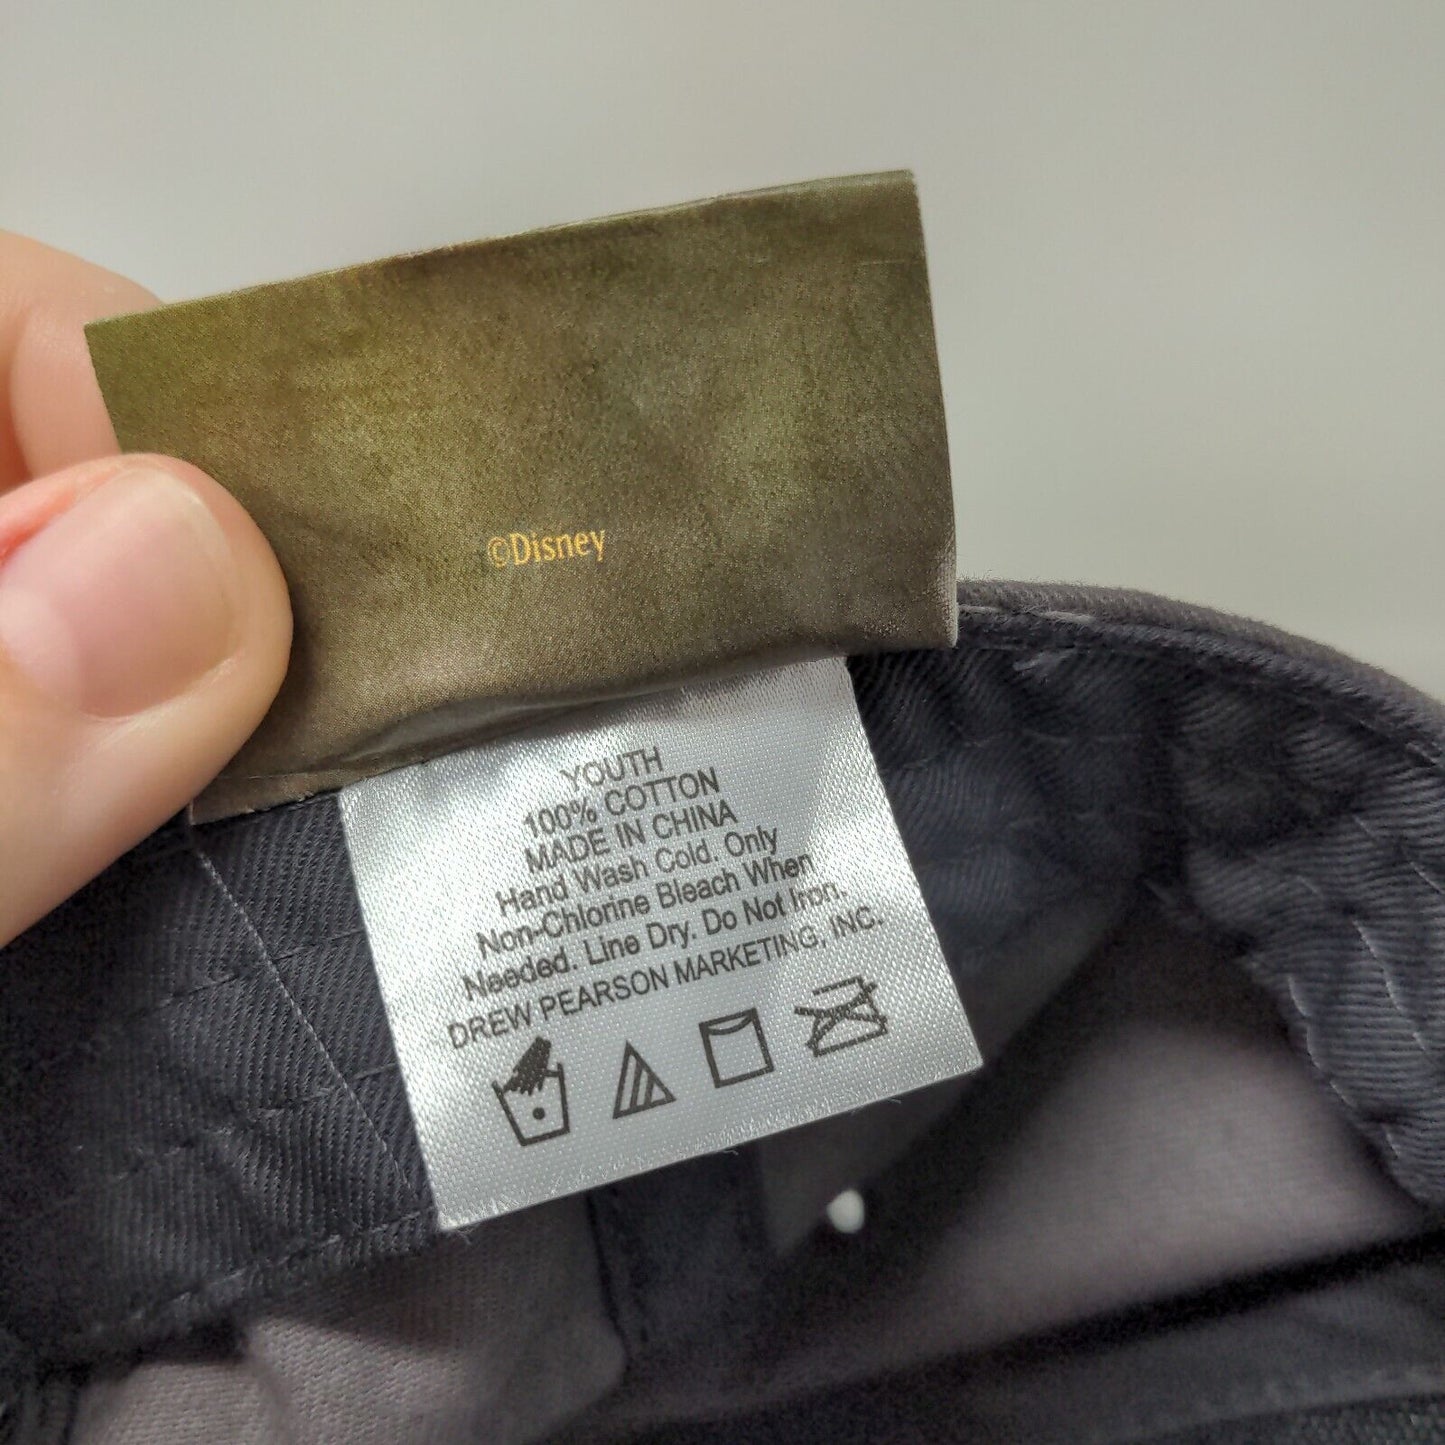 ©Disney
YOUTH
100% COTTON
MADE IN CHINA
Hand Wash Cold. Only
Non-Chlorine Bleach When
Needed. Line Dry. Do Not Iron.
DREW PEARSON MARKETING, INC.